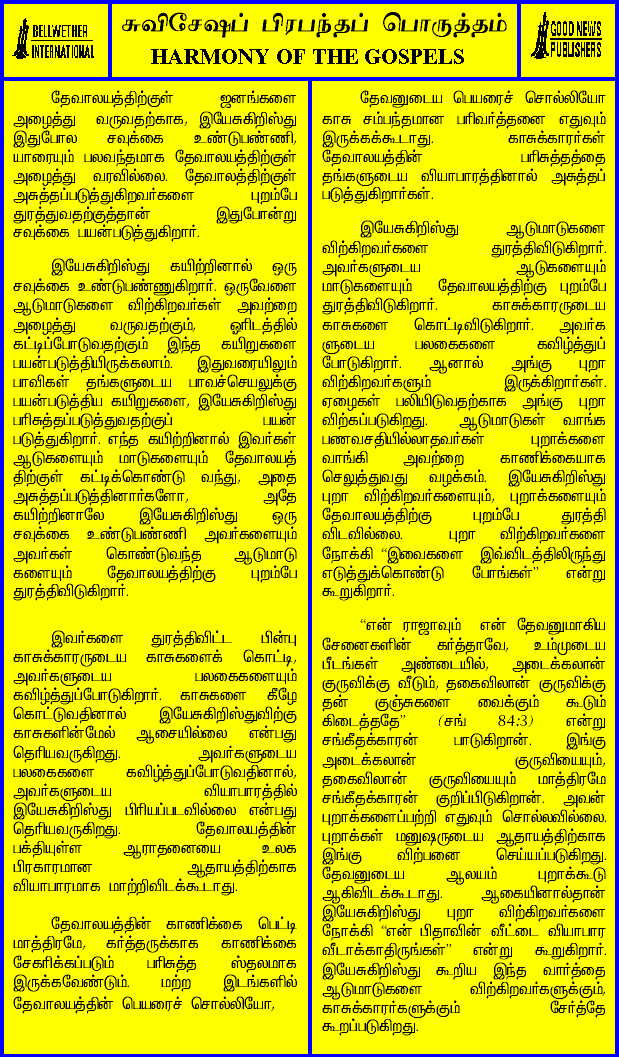 BELLWETHER
INTERNATIONAL
சுவிசேஷப் பிரபந்தப் பொருத்தம்
HARMONY OF THE GOSPELS
GOOD NEWS
PUBLISHERS
தேவாலயத்திற்குள் ஜனங்களை
அழைத்து வருவதற்காக, இயேசுகிறிஸ்து
இதுபோல சவுக்கை உண்டுபண்ணி,
யாரையும் பலவந்தமாக தேவாலயத்திற்குள்
அழைத்து வரவில்லை. தேவாலயத்திற்குள்
அசுத்தப்படுத்துகிறவர்களை புறம்பே
துரத்துவதற்குத்தான் இதுபோன்று
சவுக்கை பயன்படுத்துகிறார்.
இயேசுகிறிஸ்து கயிற்றினால் ஒரு
சவுக்கை உண்டுபண்ணுகிறார். ஒருவேளை
ஆடுமாடுகளை விற்கிறவர்கள் அவற்றை
அழைத்து வருவதற்கும், ஓரிடத்தில்
கட்டிப்போடுவதற்கும் இந்த கயிறுகளை
பயன்படுத்தியிருக்கலாம். இதுவரையிலும்
பாவிகள் தங்களுடைய பாவச்செயலுக்கு
பயன்படுத்திய கயிறுகளை, இயேசுகிறிஸ்து
பரிசுத்தப்படுத்துவதற்குப் பயன்
படுத்துகிறார். எந்த கயிற்றினால் இவர்கள்
ஆடுகளையும் மாடுகளையும் தேவாலயத்
திற்குள் கட்டிக்கொண்டு வந்து, அதை
அசுத்தப்படுத்தினார்களோ, அதே
கயிற்றினாலே இயேசுகிறிஸ்து ஒரு
சவுக்கை உண்டுபண்ணி அவர்களையும்
அவர்கள் கொண்டுவந்த ஆடுமாடு
களையும் தேவாலயத்திற்கு புறம்பே
துரத்திவிடுகிறார்.
இவர்களை துரத்திவிட்ட பின்பு
காசுக்காரருடைய காசுகளைக் கொட்டி,
அவர்களுடைய பலகைகளையும்
கவிழ்த்துப்போடுகிறார். காசுகளை கீழே
கொட்டுவதினால் இயேசுகிறிஸ்துவிற்கு
காசுகளின்மேல் ஆசையில்லை என்பது
தெரியவருகிறது. அவர்களுடைய
பலகைகளை கவிழ்த்துப்போடுவதினால்,
அவர்களுடைய வியாபாரத்தில்
இயேசுகிறிஸ்து பிரியப்படவில்லை என்பது
தெரியவருகிறது. தேவாலயத்தின்
பக்தியுள்ள ஆராதனையை உலக
பிரகாரமான ஆதாயத்திற்காக
வியாபாரமாக மாற்றிவிடக்கூடாது.
தேவாலயத்தின் காணிக்கை பெட்டி
மாத்திரமே, கர்த்தருக்காக காணிக்கை
சேகரிக்கப்படும் பரிசுத்த ஸ்தலமாக
இருக்கவேண்டும். மற்ற இடங்களில்
தேவாலயத்தின் பெயரைச் சொல்லியோ,
தேவனுடைய பெயரைச் சொல்லியோ
காசு சம்பந்தமான பரிவர்த்தனை எதுவும்
இருக்கக்கூடாது. காசுக்காரர்கள்
தேவாலயத்தின் பரிசுத்தத்தை
தங்களுடைய வியாபாரத்தினால் அசுத்தப்
படுத்துகிறார்கள்.
இயேசுகிறிஸ்து ஆடுமாடுகளை
விற்கிறவர்களை துரத்திவிடுகிறார்.
அவர்களுடைய ஆடுகளையும்
மாடுகளையும் தேவாலயத்திற்கு புறம்பே
துரத்திவிடுகிறார். காசுக்காரருடைய
காசுகளை கொட்டிவிடுகிறார். அவர்க
ளுடைய பலகைகளை கவிழ்த்துப்
போடுகிறார். ஆனால் அங்கு புறா
விற்கிறவர்களும் இருக்கிறார்கள்.
ஏழைகள் பலியிடுவதற்காக அங்கு புறா
விற்கப்படுகிறது. ஆடுமாடுகள் வாங்க
பணவசதியில்லாதவர்கள் புறாக்களை
வாங்கி அவற்றை காணிக்கையாக
செலுத்துவது வழக்கம். இயேசுகிறிஸ்து
புறா விற்கிறவர்களையும், புறாக்களையும்
தேவாலயத்திற்கு புறம்பே துரத்தி
விடவில்லை. புறா விற்கிறவர்களை
நோக்கி “இவைகளை இவ்விடத்திலிருந்து
எடுத்துக்கொண்டு போங்கள்” என்று
கூறுகிறார்.
“என் ராஜாவும் என் தேவனுமாகிய
சேனைகளின் கர்த்தாவே, உம்முடைய
பீடங்கள் அண்டையில், அடைக்கலான்
குருவிக்கு வீடும், தகைவிலான் குருவிக்கு
தன் குஞ்சுகளை வைக்கும் கூடும்
கிடைத்ததே” (சங் 84:3) என்று
சங்கீதக்காரன் பாடுகிறான். இங்கு
அடைக்கலான் குருவியையும்,
தகைவிலான் குருவியையும் மாத்திரமே
சங்கீதக்காரன் குறிப்பிடுகிறான். அவன்
புறாக்களைப்பற்றி எதுவும் சொல்லவில்லை.
புறாக்கள் மனுஷருடைய ஆதாயத்திற்காக
இங்கு விற்பனை செய்யப்படுகிறது.
தேவனுடைய ஆலயம் புறாக்கூடு
ஆகிவிடக்கூடாது. ஆகையினால்தான்
இயேசுகிறிஸ்து புறா விற்கிறவர்களை
நோக்கி “என் பிதாவின் வீட்டை வியாபார
வீடாக்காதிருங்கள்” என்று கூறுகிறார்.
இயேசுகிறிஸ்து கூறிய இந்த வார்த்தை
ஆடுமாடுகளை விற்கிறவர்களுக்கும்,
காசுக்காரர்களுக்கும் சேர்த்தே
கூறப்படுகிறது.